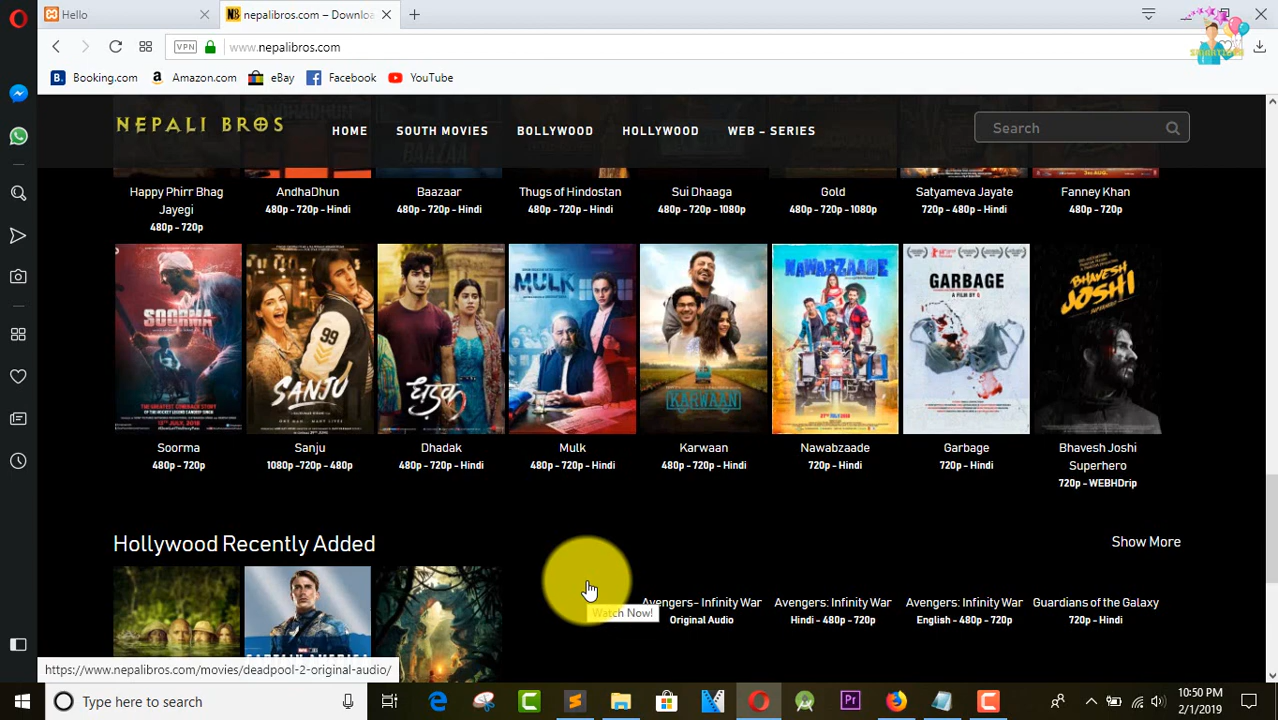 Hello
nepalibros.com – Downloa
VPN
www.nepalibros.com
Booking.com
Amazon.com
eBay
Facebook
YouTube
NEPALI BROS
HOME
SOUTH MOVIES
BOLLYWOOD
HOLLYWOOD
WEB – SERIES
Search
Happy Phirr Bhag
Jayegi
480p – 720p
AndhaDhun
480p – 720p – Hindi
Baazaar
480p – 720p – Hindi
Thugs of Hindostan
480p – 720p – Hindi
Sui Dhaaga
480p – 720p – 1080p
Gold
480p – 720p – 1080p
Satyameva Jayate
720p – 480p – Hindi
Fanney Khan
480p – 720p
SOORMA
SANJU
99
धड़क
MULK
KARWAAN
NAWABZAADE
GARBAGE
A FILM BY Q
BHAVESH
JOSHI
Soorma
480p – 720p
Sanju
1080p –720p – 480p
Dhadak
480p – 720p – Hindi
Mulk
480p – 720p – Hindi
Karwaan
480p – 720p – Hindi
Nawabzaade
720p – Hindi
Garbage
720p – Hindi
Bhavesh Joshi
Superhero
720p – WEBHDrip
Hollywood Recently Added
Show More
CAPTAIN AMERICA
Watch Now!
Avengers– Infinity War
Original Audio
Avengers: Infinity War
Hindi – 480p – 720p
Avengers: Infinity War
English – 480p – 720p
Guardians of the Galaxy
720p – Hindi
https://www.nepalibros.com/movies/deadpool-2-original-audio/
Type here to search
10:50 PM
2/1/2019